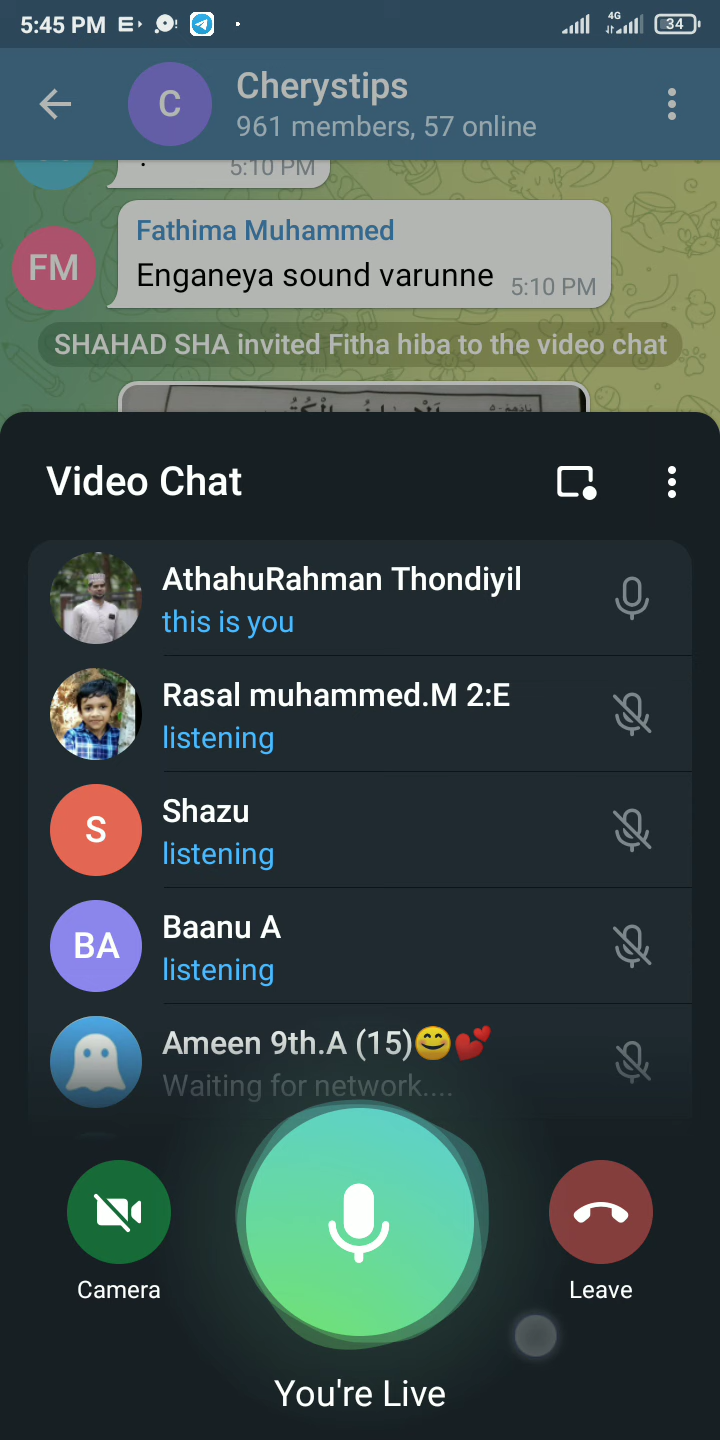 5:45 PM
4G
34
C
Cherystips
961 members, 57 online
5:10 PM
FM
Fathima Muhammed
Enganeya sound varunne 5:10 PM
SHAHAD SHA invited Fitha hiba to the video chat
Video Chat
AthahuRahman Thondiyil
this is you
Rasal muhammed.M 2:E
listening
S
Shazu
listening
BA
Baanu A
listening
Ameen 9th.A (15)😄💕
Waiting for network....
Camera
Leave
You're Live